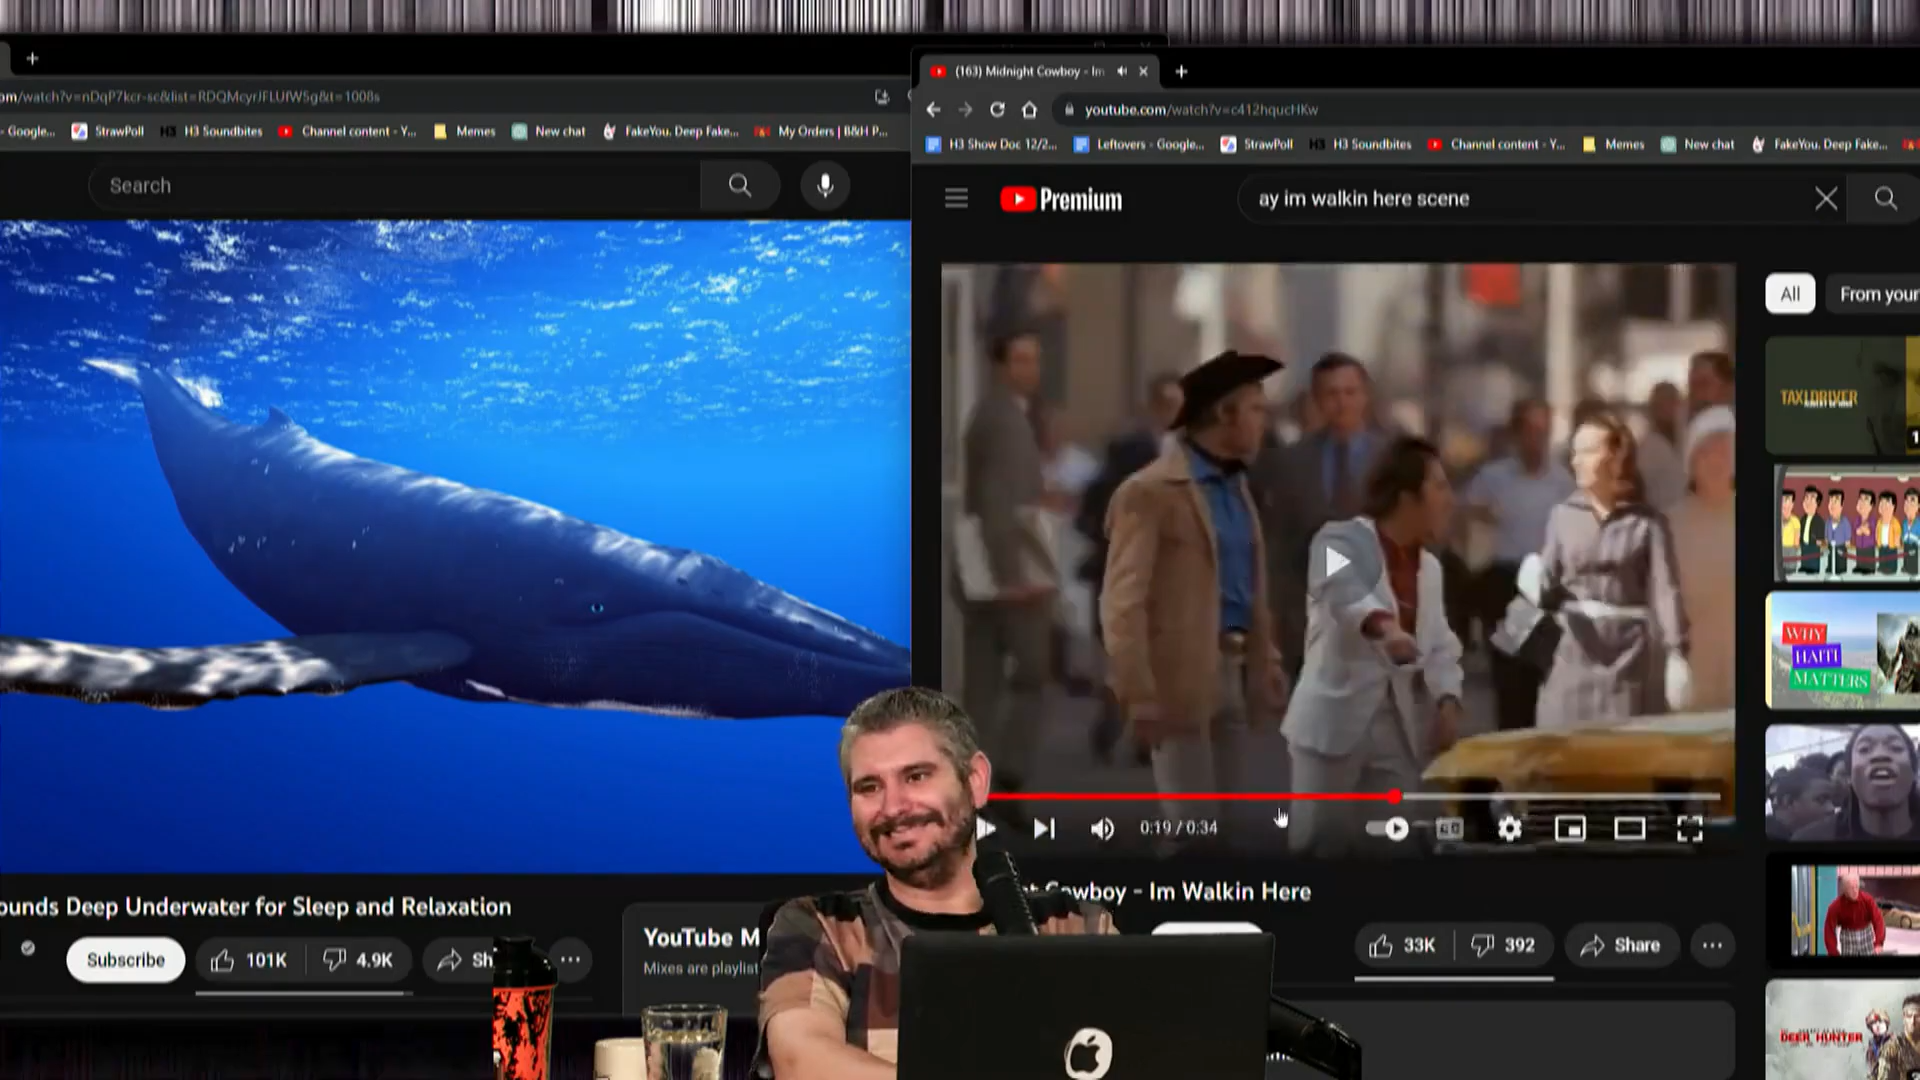 (163) Midnight Cowboy - Im
om/watch?v=nDqP7kcr-sc&list=RDQMcyrJFLUfW5g&t=1008s
youtube.com/watch?v=c412hqucHKw
- Google...
StrawPoll
H3 Soundbites
Channel content - Y...
Memes
New chat
FakeYou. Deep Fake...
My Orders | B&H P...
H3 Show Doc 12/2...
Leftovers - Google...
StrawPoll
H3 Soundbites
Channel content - Y...
Memes
New chat
FakeYou. Deep Fake...
Search
Premium
ay im walkin here scene
All
From your
TAXI DRIVER
WHY
HAITI
MATTERS
0:19 / 0:34
ounds Deep Underwater for Sleep and Relaxation
t Cowboy - Im Walkin Here
YouTube M
Subscribe
101K
4.9K
Sh
Mixes are playlist
33K
392
Share
DEER HUNTER